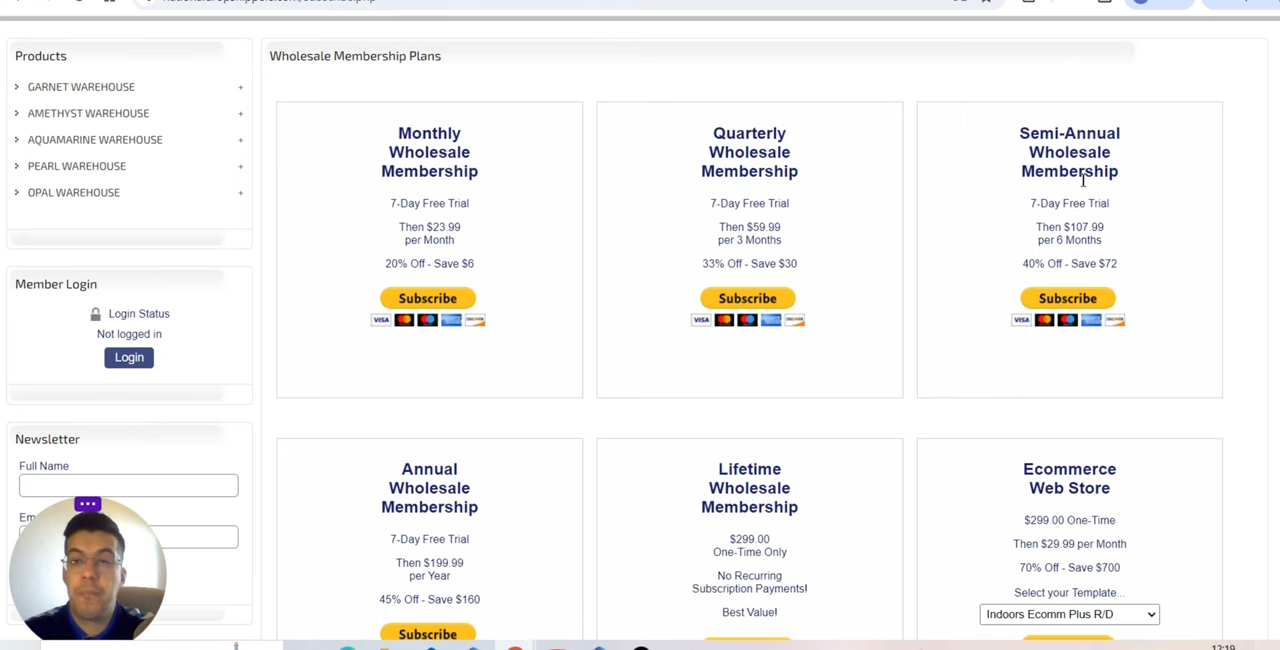 Products
GARNET WAREHOUSE
+
AMETHYST WAREHOUSE
+
AQUAMARINE WAREHOUSE
+
PEARL WAREHOUSE
+
OPAL WAREHOUSE
+
Member Login
Login Status
Not logged in
Login
Newsletter
Full Name
Wholesale Membership Plans
Monthly
Wholesale
Membership
7-Day Free Trial
Then $23.99
per Month
20% Off - Save $6
Subscribe
VISA
Quarterly
Wholesale
Membership
7-Day Free Trial
Then $59.99
per 3 Months
33% Off - Save $30
Subscribe
VISA
Semi-Annual
Wholesale
Membership
7-Day Free Trial
Then $107.99
per 6 Months
40% Off - Save $72
Subscribe
VISA
Annual
Wholesale
Membership
7-Day Free Trial
Then $199.99
per Year
45% Off - Save $160
Subscribe
Lifetime
Wholesale
Membership
$299.00
One-Time Only
No Recurring
Subscription Payments!
Best Value!
Ecommerce
Web Store
$299.00 One-Time
Then $29.99 per Month
70% Off - Save $700
Select your Template...
Indoors Ecomm Plus R/D
12:19